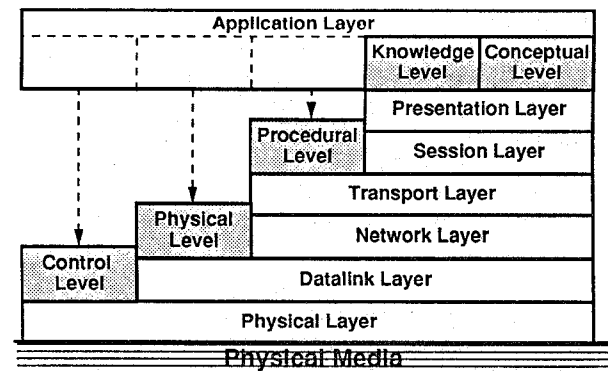 Application Layer
Knowledge Level
Conceptual Level
Presentation Layer
Procedural Level
Session Layer
Transport Layer
Physical Level
Network Layer
Control Level
Datalink Layer
Physical Layer
Physical Media